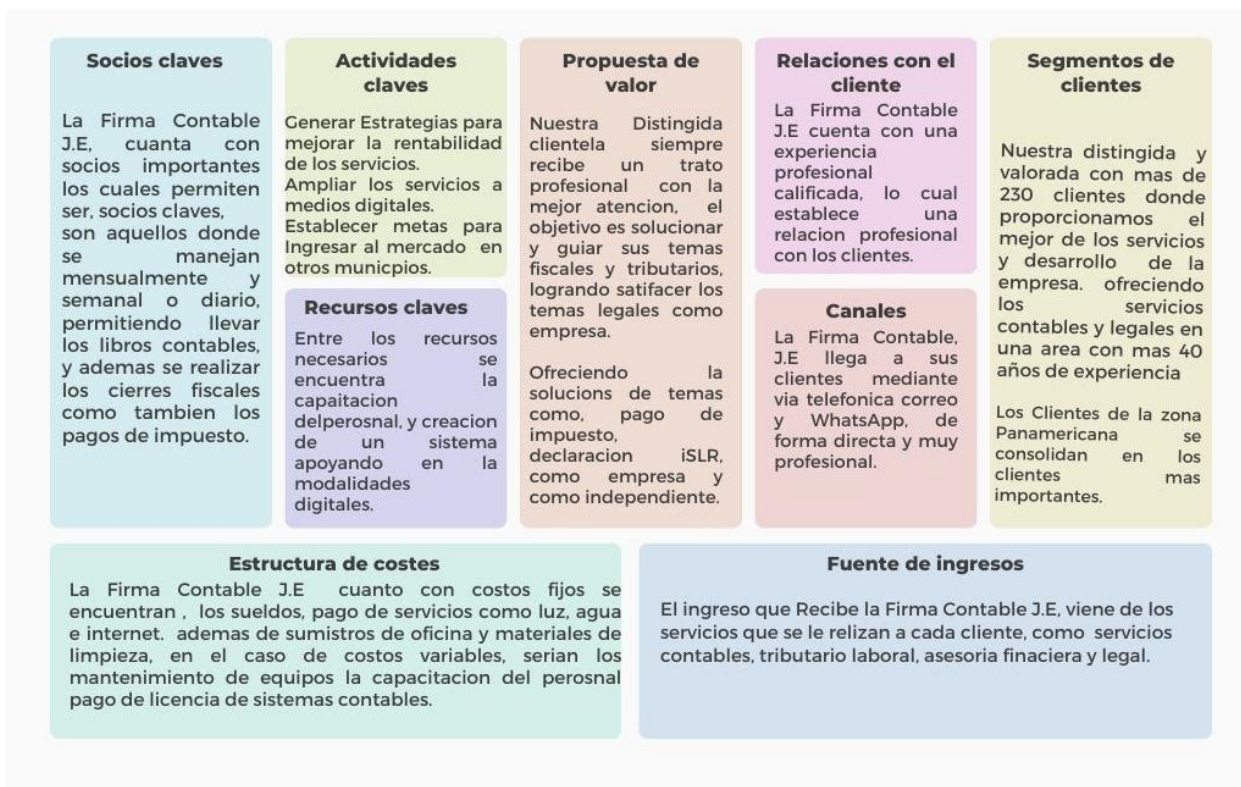 Socios claves
La Firma Contable
J.E, cuanta con
socios importantes
los cuales permiten
ser, socios claves,
son aquellos donde
se manejan
mensualmente y
semanal o diario,
permitiendo llevar
los libros contables,
y ademas se realizar
los cierres fiscales
como tambien los
pagos de impuesto.
Actividades
claves
Generar Estrategias para
mejorar la rentabilidad
de los servicios.
Ampliar los servicios a
medios digitales.
Establecer metas para
Ingresar al mercado en
otros municpios.
Recursos claves
Entre los recursos
necesarios se
encuentra la
capaitacion
delperosnal, y creacion
de un sistema
apoyando en la
modalidades
digitales.
Propuesta de
valor
Nuestra Distingida
clientela siempre
recibe un trato
profesional con la
mejor atencion, el
objetivo es solucionar
y guiar sus temas
fiscales y tributarios,
logrando satifacer los
temas legales como
empresa.
Ofreciendo la
solucions de temas
como, pago de
impuesto,
declaracion iSLR,
como empresa y
como independiente.
Relaciones con el
cliente
La Firma Contable
J.E cuenta con una
experiencia
profesional
calificada, lo cual
establece una
relacion profesional
con los clientes.
Canales
La Firma Contable,
J.E llega a sus
clientes mediante
via telefonica correo
y WhatsApp, de
forma directa y muy
profesional.
Segmentos de
clientes
Nuestra distingida y
valorada con mas de
230 clientes donde
proporcionamos el
mejor de los servicios
y desarrollo de la
empresa. ofreciendo
los servicios
contables y legales en
una area con mas 40
años de experiencia
Los Clientes de la zona
Panamericana se
consolidan en los
clientes mas
importantes.
Estructura de costes
La Firma Contable J.E cuanto con costos fijos se
encuentran , los sueldos, pago de servicios como luz, agua
e internet. ademas de sumistros de oficina y materiales de
limpieza, en el caso de costos variables, serian los
mantenimiento de equipos la capacitacion del perosnal
pago de licencia de sistemas contables.
Fuente de ingresos
El ingreso que Recibe la Firma Contable J.E, viene de los
servicios que se le relizan a cada cliente, como servicios
contables, tributario laboral, asesoria finaciera y legal.